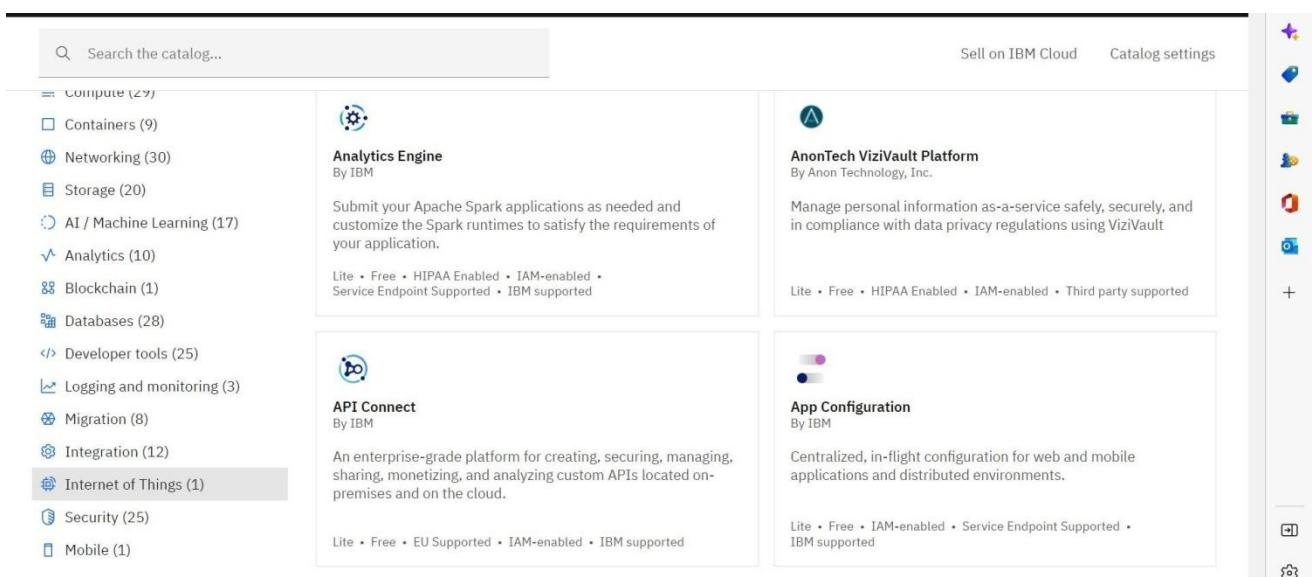 Search the catalog...
Sell on IBM Cloud
Catalog settings
Compute (29)
Containers (9)
Networking (30)
Storage (20)
AI / Machine Learning (17)
Analytics (10)
Blockchain (1)
Databases (28)
Developer tools (25)
Logging and monitoring (3)
Migration (8)
Integration (12)
Internet of Things (1)
Security (25)
Mobile (1)
Analytics Engine
By IBM
Submit your Apache Spark applications as needed and
customize the Spark runtimes to satisfy the requirements of
your application.
Lite • Free • HIPAA Enabled • IAM-enabled •
Service Endpoint Supported • IBM supported
AnonTech ViziVault Platform
By Anon Technology, Inc.
Manage personal information as-a-service safely, securely, and
in compliance with data privacy regulations using ViziVault
Lite • Free • HIPAA Enabled • IAM-enabled • Third party supported
API Connect
By IBM
An enterprise-grade platform for creating, securing, managing,
sharing, monetizing, and analyzing custom APIs located on-
premises and on the cloud.
Lite • Free • EU Supported • IAM-enabled • IBM supported
App Configuration
By IBM
Centralized, in-flight configuration for web and mobile
applications and distributed environments.
Lite • Free • IAM-enabled • Service Endpoint Supported •
IBM supported